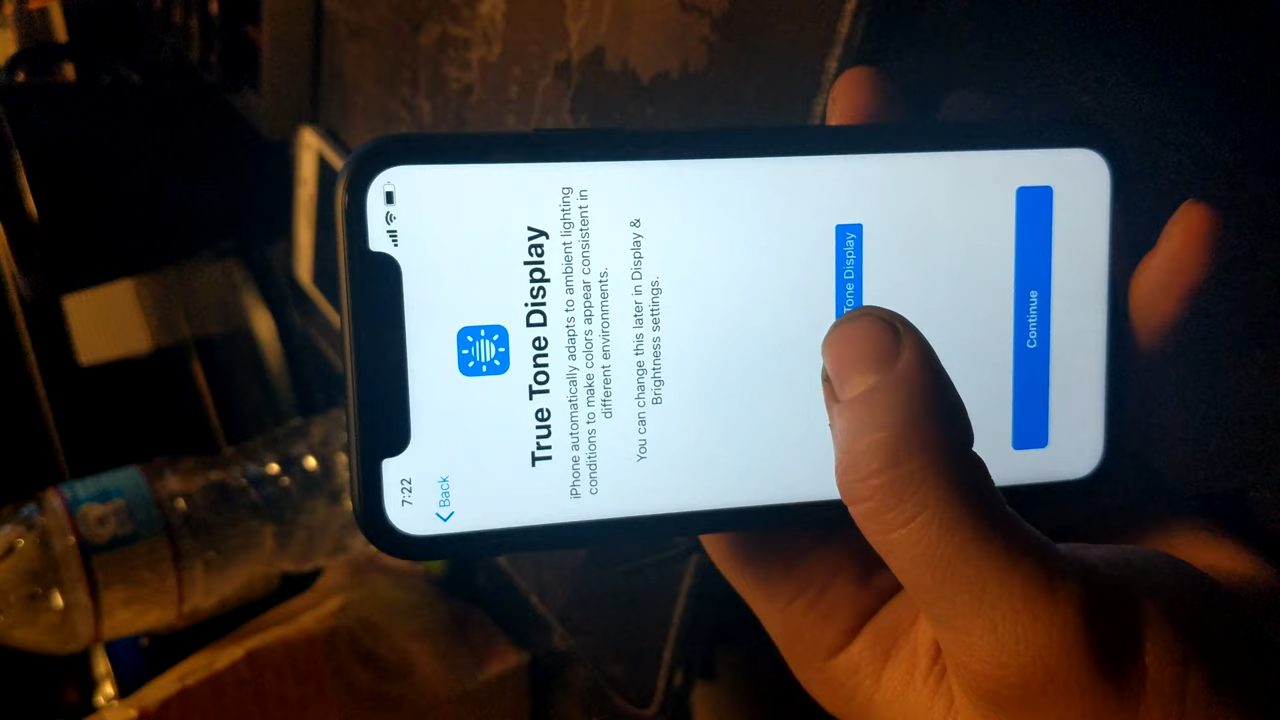 7:22
Back
True Tone Display
iPhone automatically adapts to ambient lighting
conditions to make colors appear consistent in
different environments.
You can change this later in Display &
Brightness settings.
Tone Display
Continue